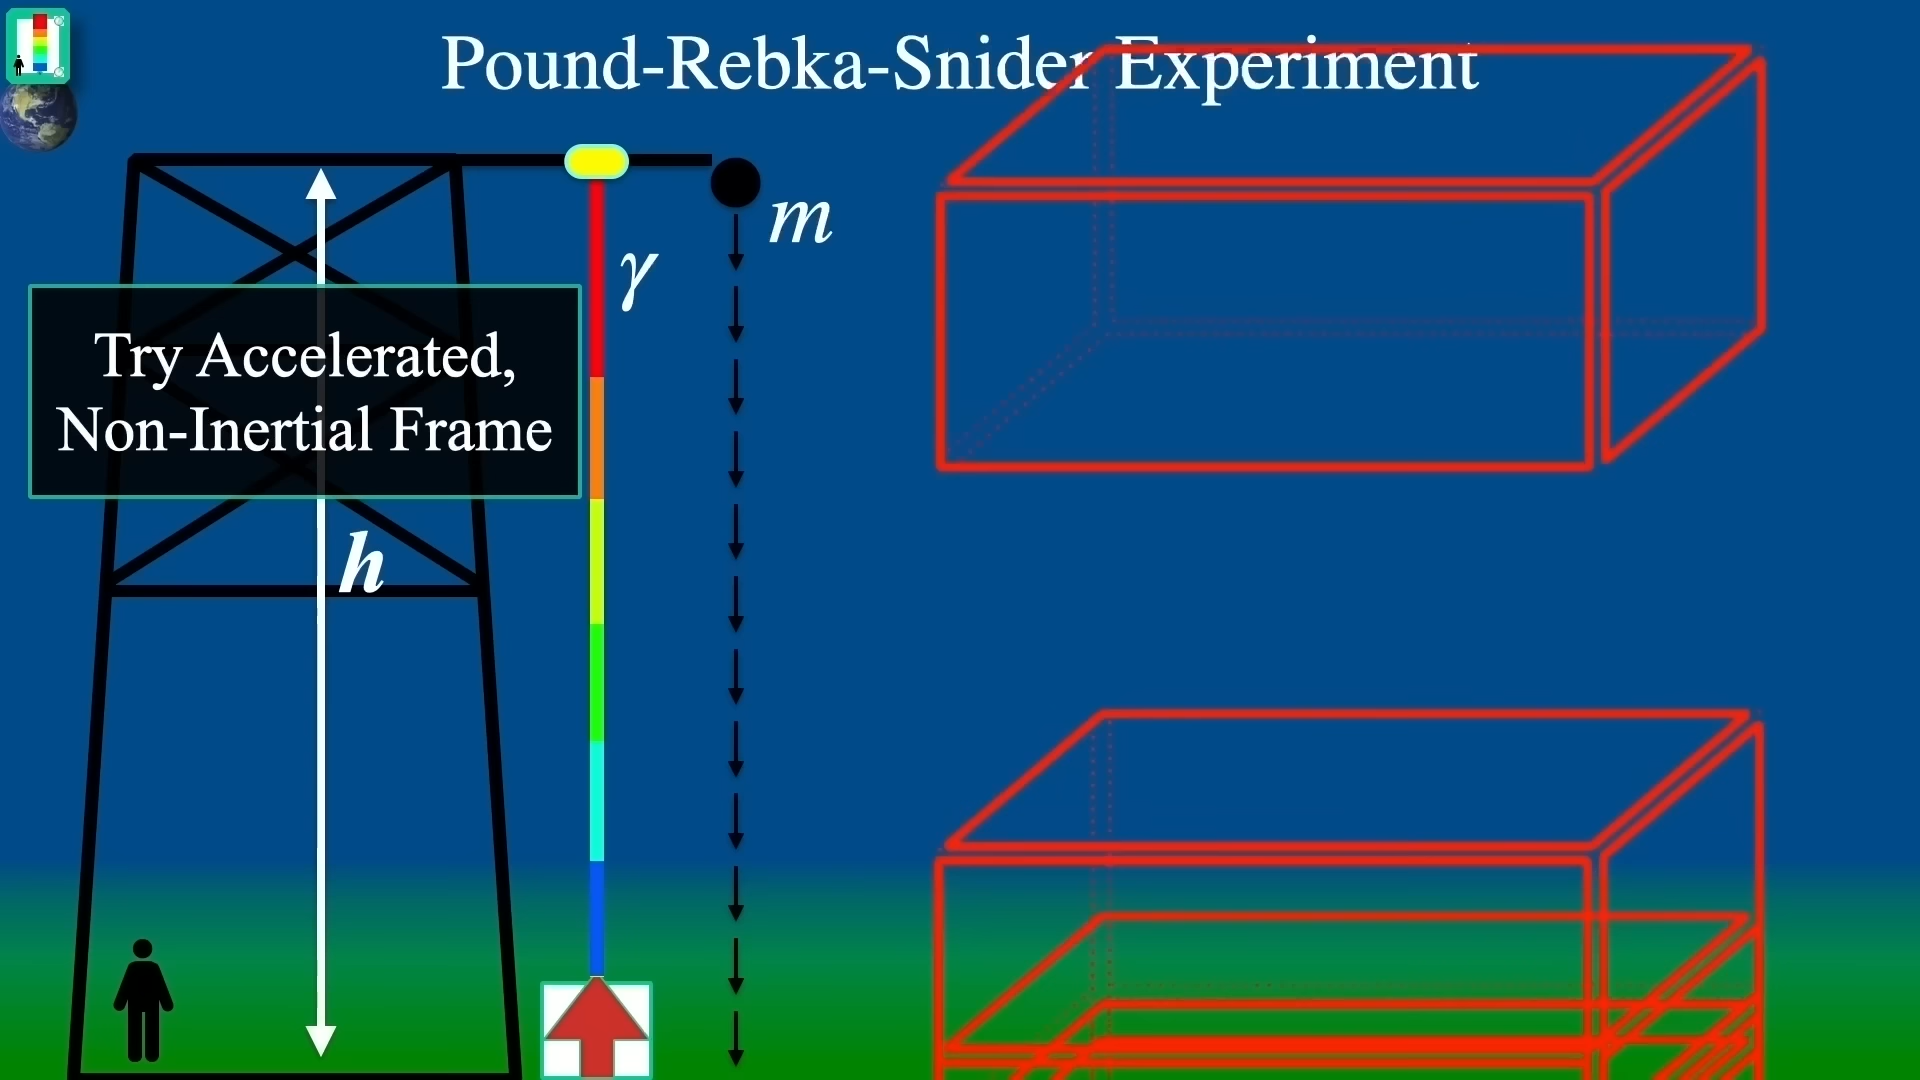 Pound-Rebka-Snider Experiment
m
γ
Try Accelerated,
Non-Inertial Frame
h